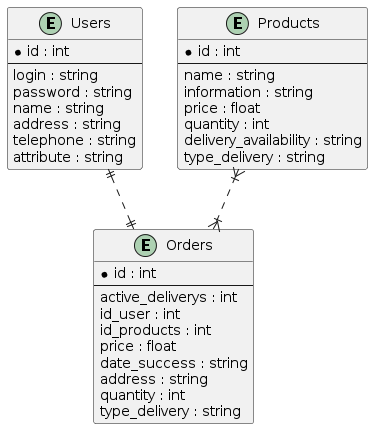 E Users
id : int
login : string
password : string
name : string
address : string
telephone : string
attribute : string
E Products
id : int
name : string
information : string
price : float
quantity : int
delivery_availability : string
type_delivery : string
E Orders
id : int
active_deliverys : int
id_user : int
id_products : int
price : float
date_success : string
address : string
quantity : int
type_delivery : string